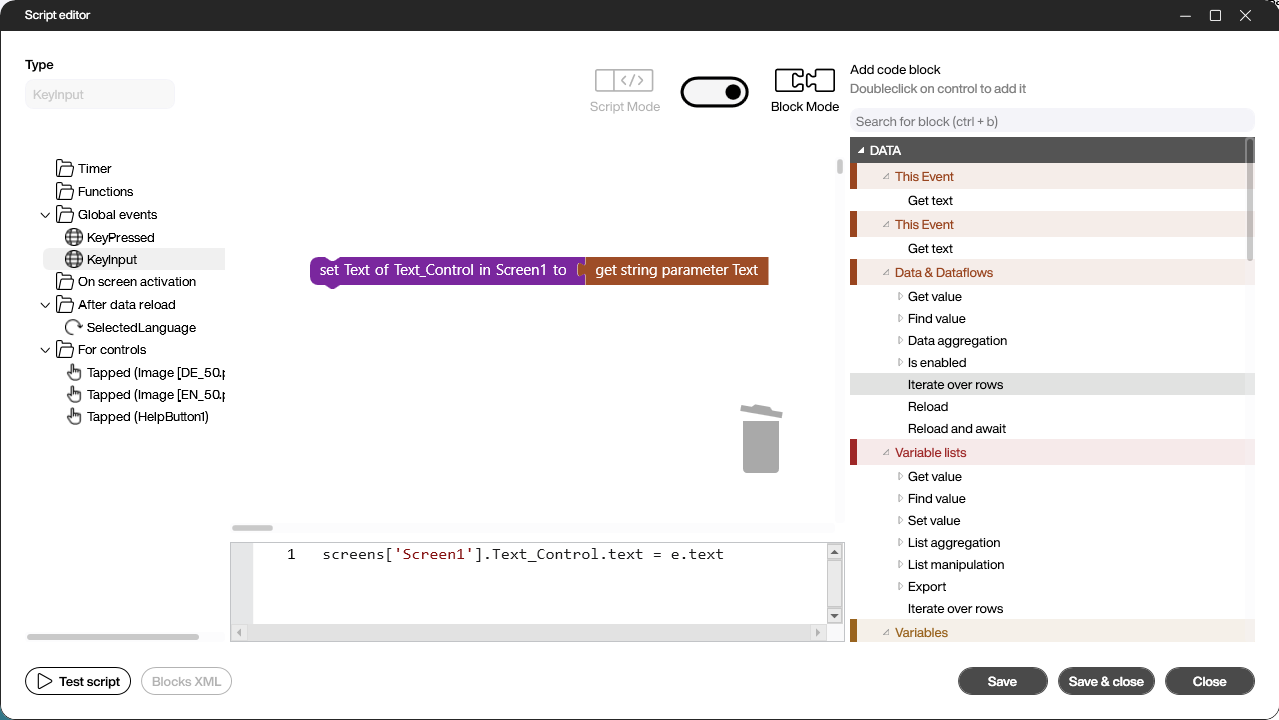 Script editor
Type
KeyInput
Script Mode
Block Mode
Add code block
Doubleclick on control to add it
Search for block (ctrl + b)
Timer
Functions
Global events
KeyPressed
KeyInput
On screen activation
After data reload
SelectedLanguage
For controls
Tapped (Image [DE_50.p
Tapped (Image [EN_50.p
Tapped (HelpButton1)
set Text of Text_Control in Screen1 to get string parameter Text
1 screens['Screen1'].Text_Control.text = e.text
DATA
This Event
Get text
This Event
Get text
Data & Dataflows
Get value
Find value
Data aggregation
Is enabled
Iterate over rows
Reload
Reload and await
Variable lists
Get value
Find value
Set value
List aggregation
List manipulation
Export
Iterate over rows
Variables
Test script
Blocks XML
Save
Save & close
Close